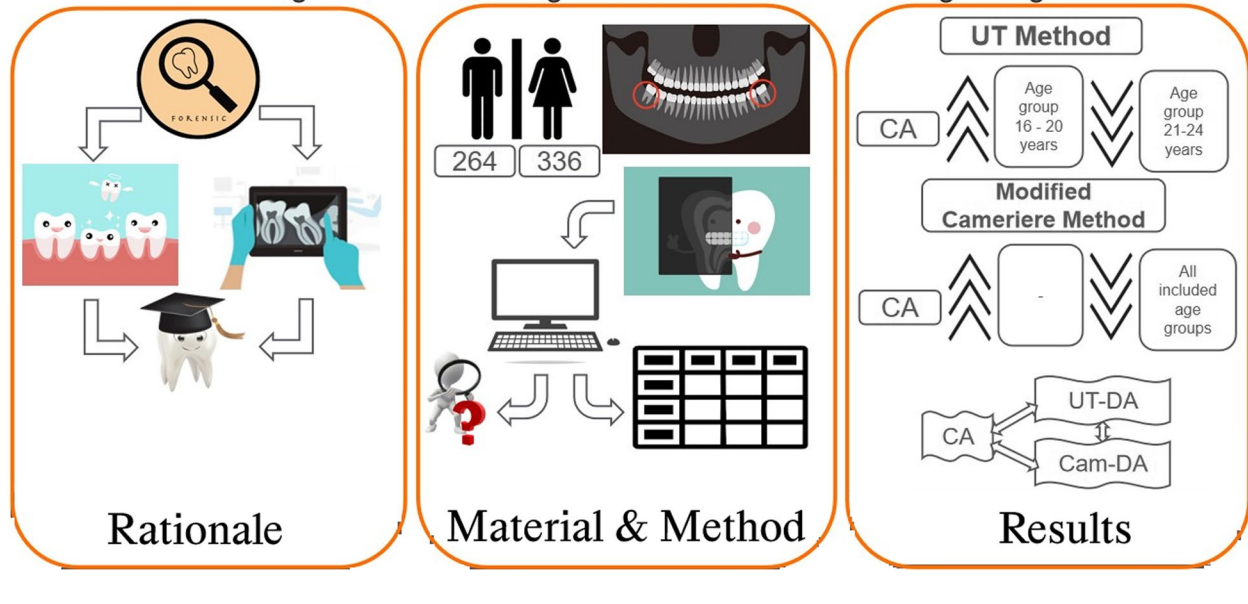 FORENSIC
Rationale
264
336
Material & Method
UT Method
CA
Age
group
16 - 20
years
Age
group
21-24
years
Modified
Cameriere Method
CA
-
All
included
age
groups
CA
UT-DA
Cam-DA
Results